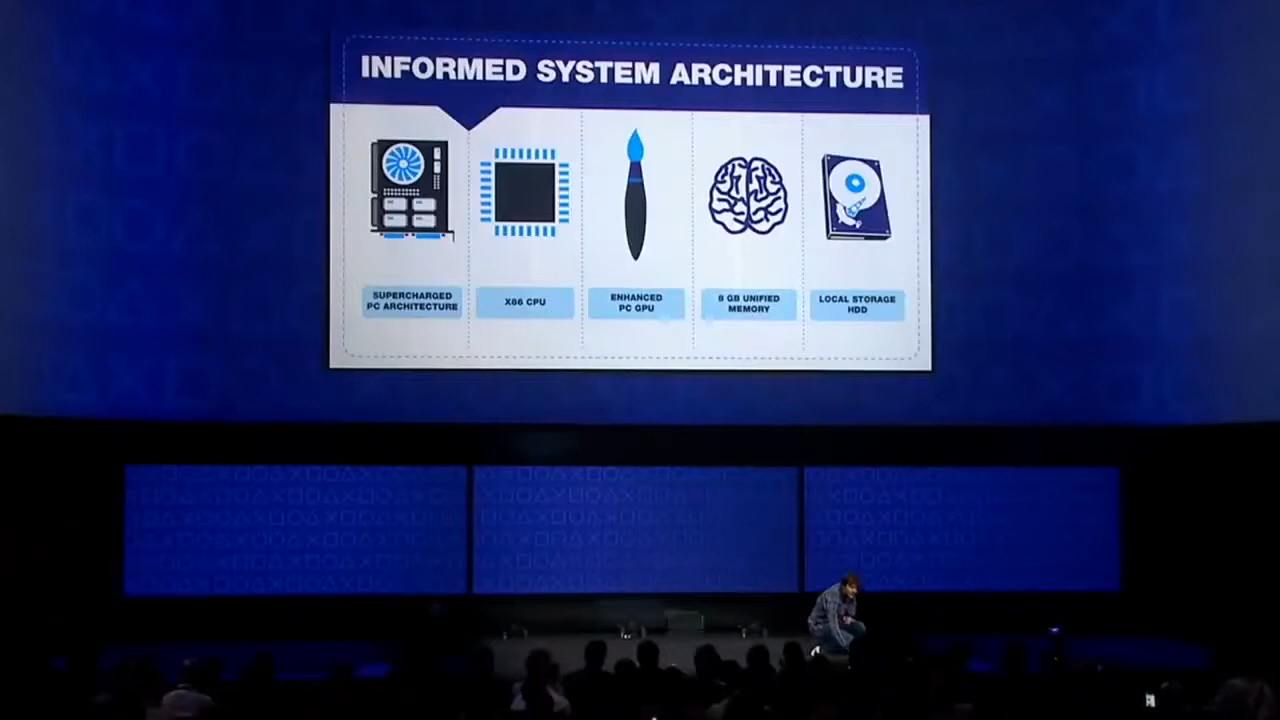 INFORMED SYSTEM ARCHITECTURE
SUPERCHARGED
PC ARCHITECTURE
X86 CPU
ENHANCED
PC GPU
8 GB UNIFIED
MEMORY
LOCAL STORAGE
HDD